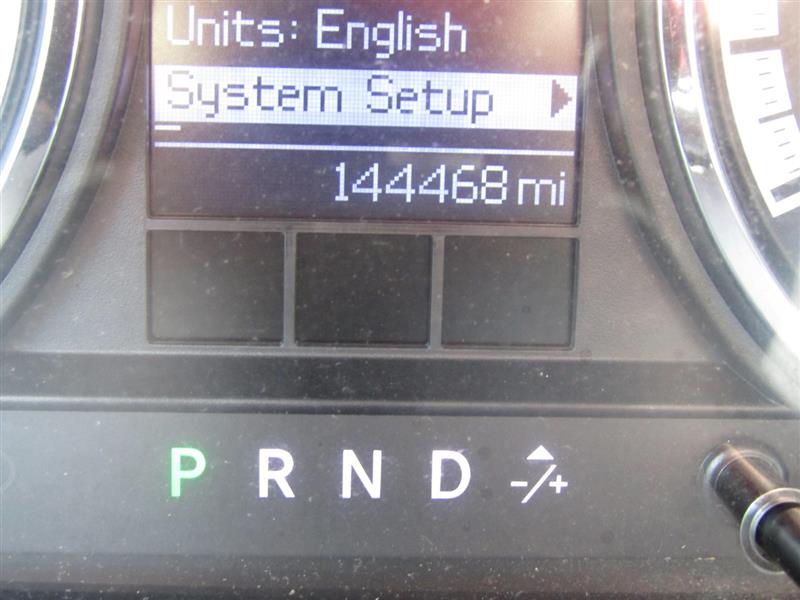 Units: English
System Setup
144468 mi
P R N D -/+